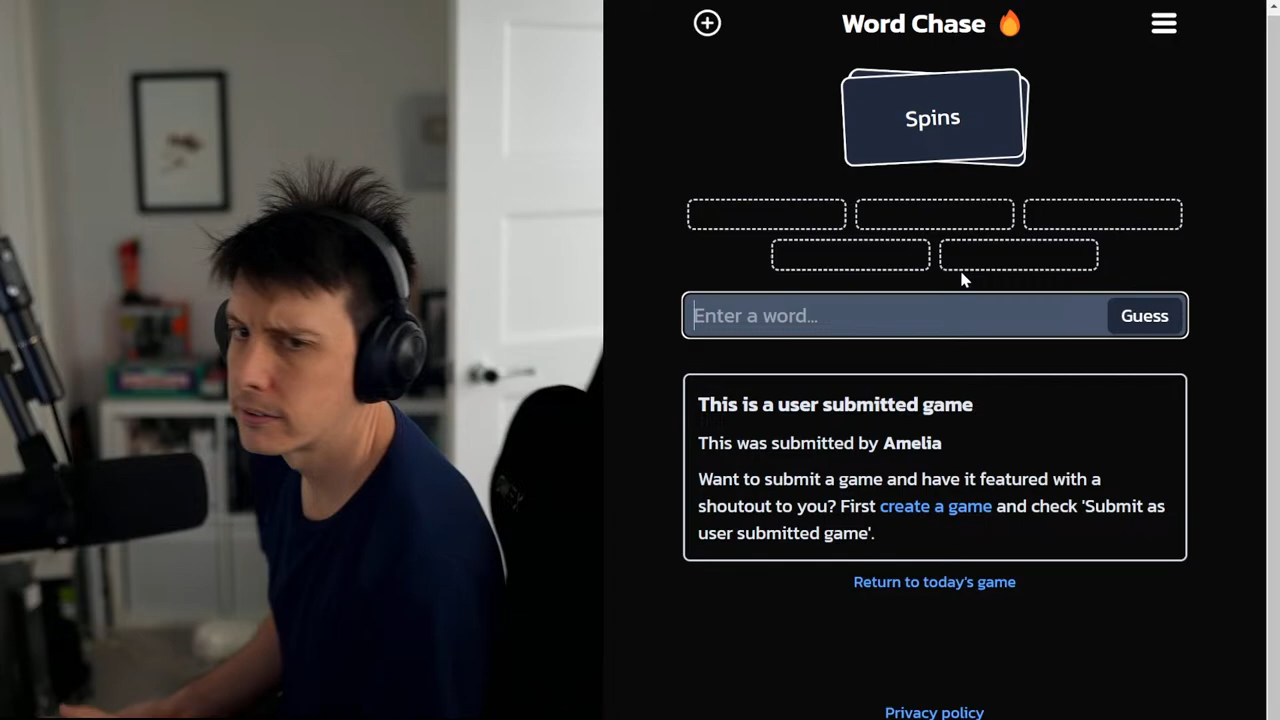 Word Chase 🔥
Spins
Enter a word...
Guess
This is a user submitted game
This was submitted by Amelia
Want to submit a game and have it featured with a
shoutout to you? First create a game and check 'Submit as
user submitted game'.
Return to today's game
Privacy policy